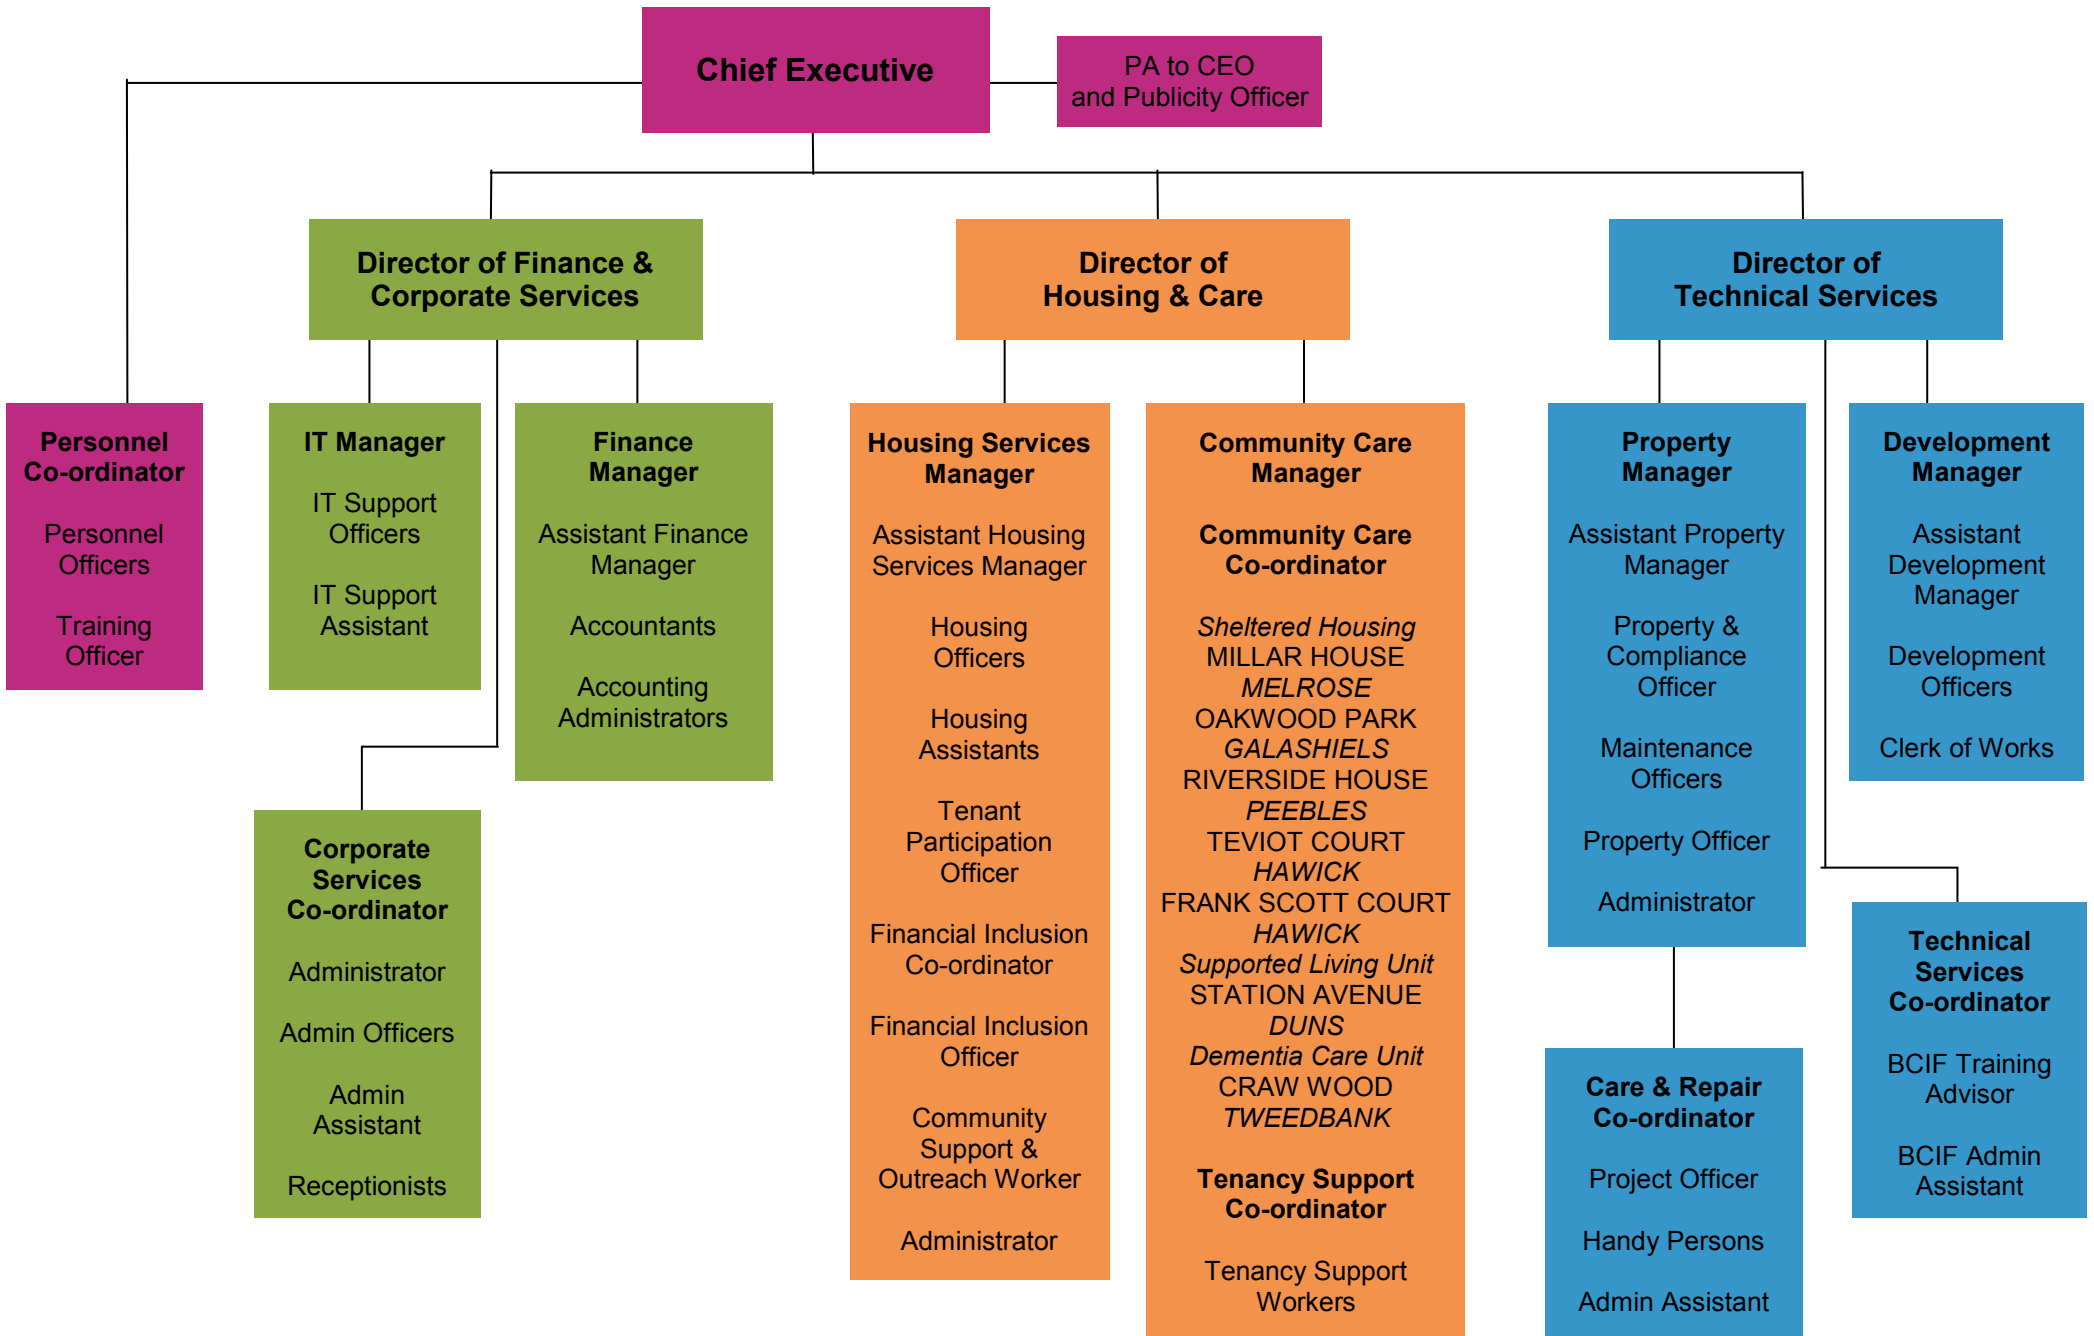 Chief Executive
PA to CEO
and Publicity Officer
Director of Finance &
Corporate Services
Director of
Housing & Care
Director of
Technical Services
Personnel
Co-ordinator
Personnel
Officers
Training
Officer
IT Manager
IT Support
Officers
IT Support
Assistant
Finance
Manager
Assistant Finance
Manager
Accountants
Accounting
Administrators
Corporate
Services
Co-ordinator
Administrator
Admin Officers
Admin
Assistant
Receptionists
Housing Services
Manager
Assistant Housing
Services Manager
Housing
Officers
Housing
Assistants
Tenant
Participation
Officer
Financial Inclusion
Co-ordinator
Financial Inclusion
Officer
Community
Support &
Outreach Worker
Administrator
Community Care
Manager
Community Care
Co-ordinator
Sheltered Housing
MILLAR HOUSE
MELROSE
OAKWOOD PARK
GALASHIELS
RIVERSIDE HOUSE
PEEBLES
TEVIOT COURT
HAWICK
FRANK SCOTT COURT
HAWICK
Supported Living Unit
STATION AVENUE
DUNS
Dementia Care Unit
CRAW WOOD
TWEEDBANK
Tenancy Support
Co-ordinator
Tenancy Support
Workers
Property
Manager
Assistant Property
Manager
Property &
Compliance
Officer
Maintenance
Officers
Property Officer
Administrator
Care & Repair
Co-ordinator
Project Officer
Handy Persons
Admin Assistant
Development
Manager
Assistant
Development
Manager
Development
Officers
Clerk of Works
Technical
Services
Co-ordinator
BCIF Training
Advisor
BCIF Admin
Assistant